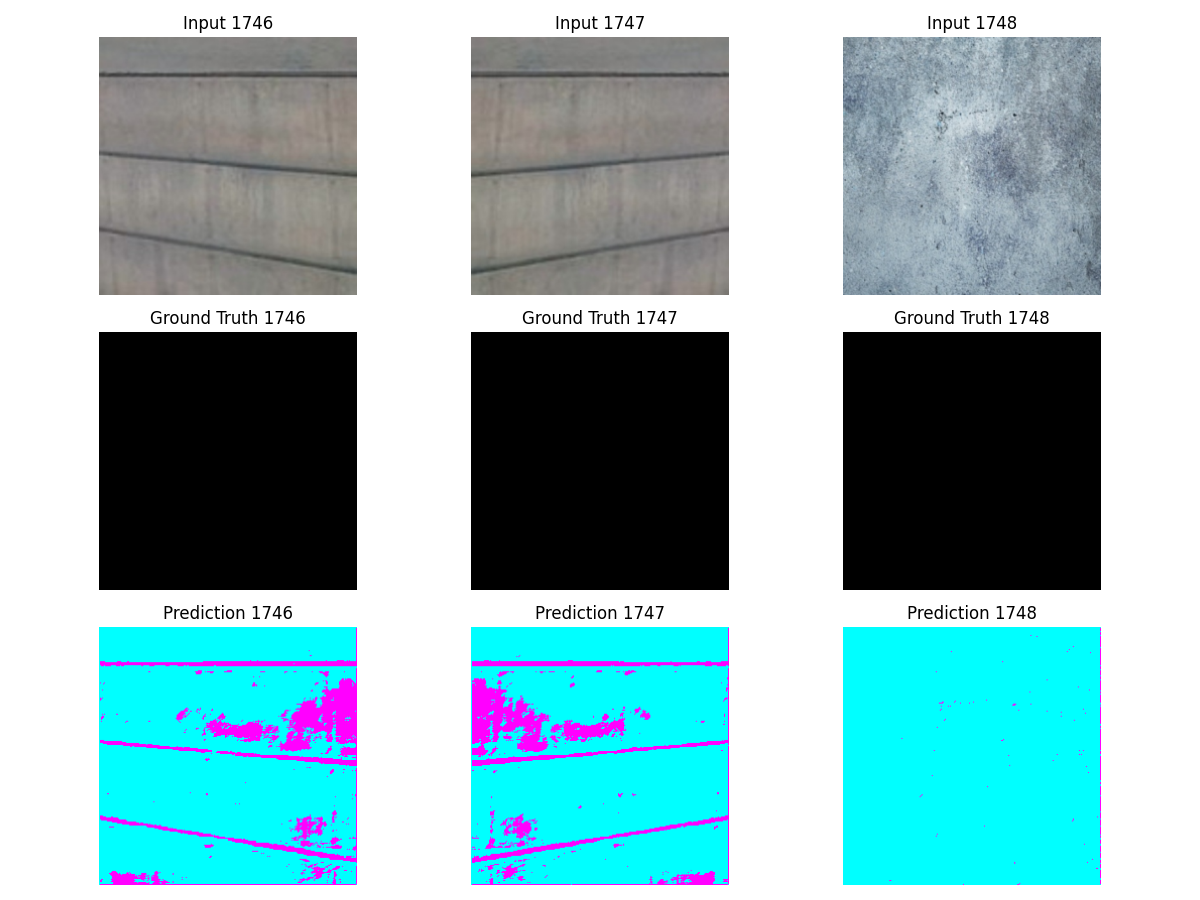 Input 1746
Input 1747
Input 1748
Ground Truth 1746
Ground Truth 1747
Ground Truth 1748
Prediction 1746
Prediction 1747
Prediction 1748